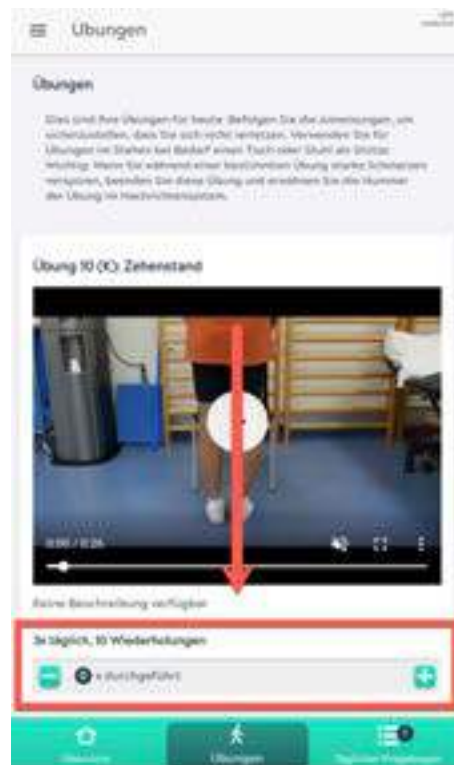 Übungen
Übungen
Dies sind Ihre Übungen für heute. Befolgen Sie die Anweisungen, um
sicherzustellen, dass Sie sich nicht verletzen. Verwenden Sie für
Übungen im Stehen bei Bedarf einen Tisch oder Stuhl als Stütze.
Wichtig: Wenn Sie während einer bestimmten Übung starke Schmerzen
verspüren, beenden Sie diese Übung und erwähnen Sie die Nummer
der Übung im Nachrichtensystem.
Übung 10 (K): Zehenstand
0:00 / 0:26
Keine Beschreibung verfügbar
3x täglich, 10 Wiederholungen
0 x durchgeführt
Übungen